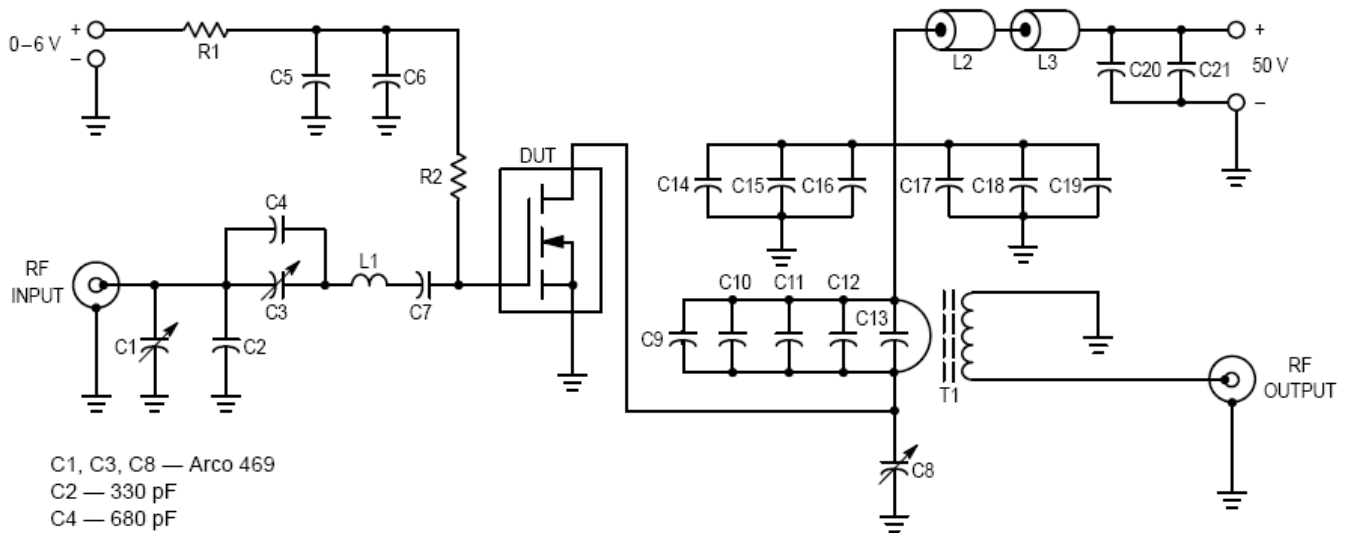 0–6 V
+
–
R1
C5
C6
R2
DUT
L2
L3
C20
C21
+
50 V
–
C14
C15
C16
C17
C18
C19
RF
INPUT
C4
C3
L1
C7
C1
C2
C9
C10
C11
C12
C13
T1
RF
OUTPUT
C8
C1, C3, C8 — Arco 469
C2 — 330 pF
C4 — 680 pF